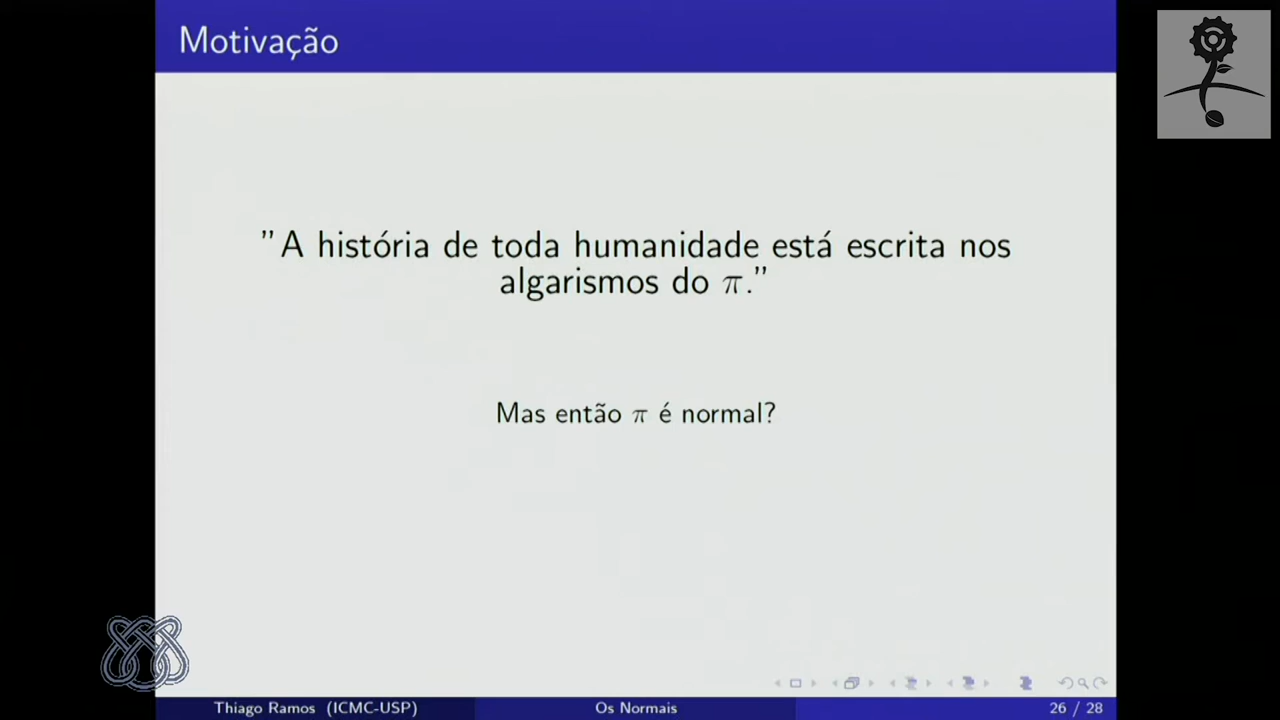 Motivação
"A história de toda humanidade está escrita nos
algarismos do π."
Mas então π é normal?
Thiago Ramos (ICMC-USP)
Os Normais
26 / 28